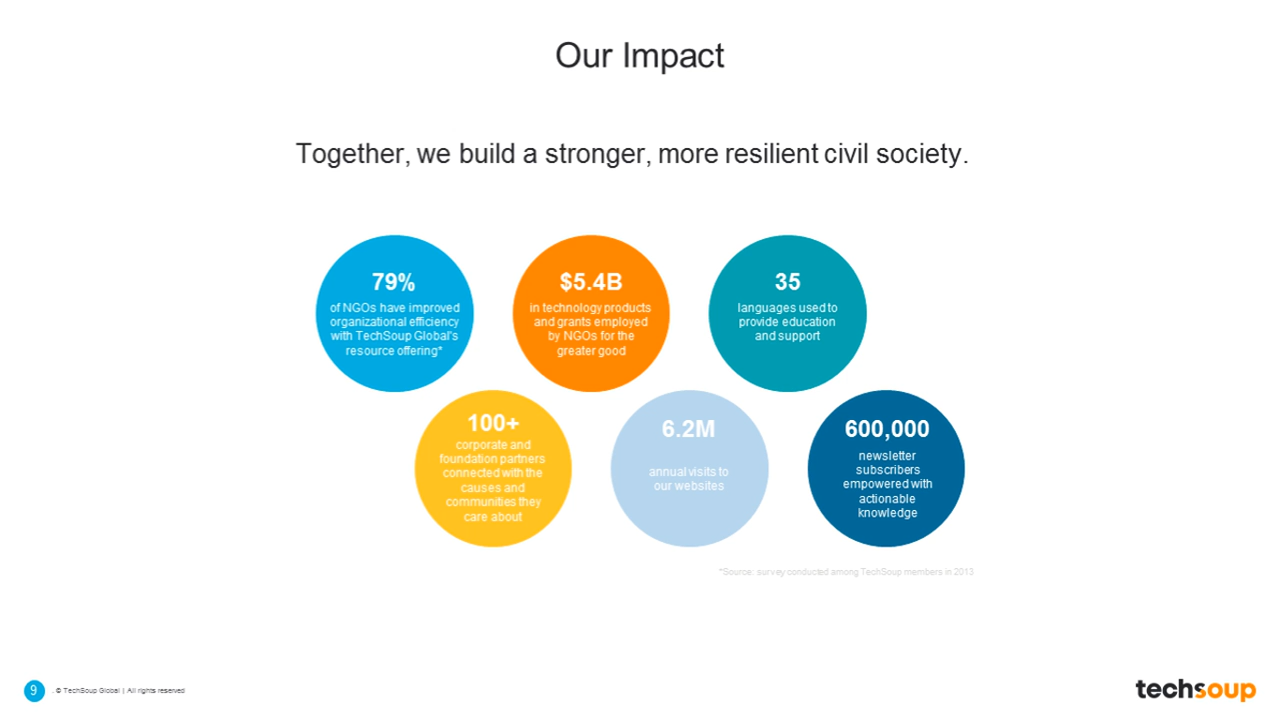 Our Impact
Together, we build a stronger, more resilient civil society.
79%
of NGOs have improved
organizational efficiency
with TechSoup Global's
resource offering*
$5.4B
in technology products
and grants employed
by NGOs for the
greater good
35
languages used to
provide education
and support
100+
corporate and
foundation partners
connected with the
causes and
communities they
care about
6.2M
annual visits to
our websites
600,000
newsletter
subscribers
empowered with
actionable
knowledge
*Source: survey conducted among TechSoup members in 2013
9 . © TechSoup Global | All rights reserved
techsoup